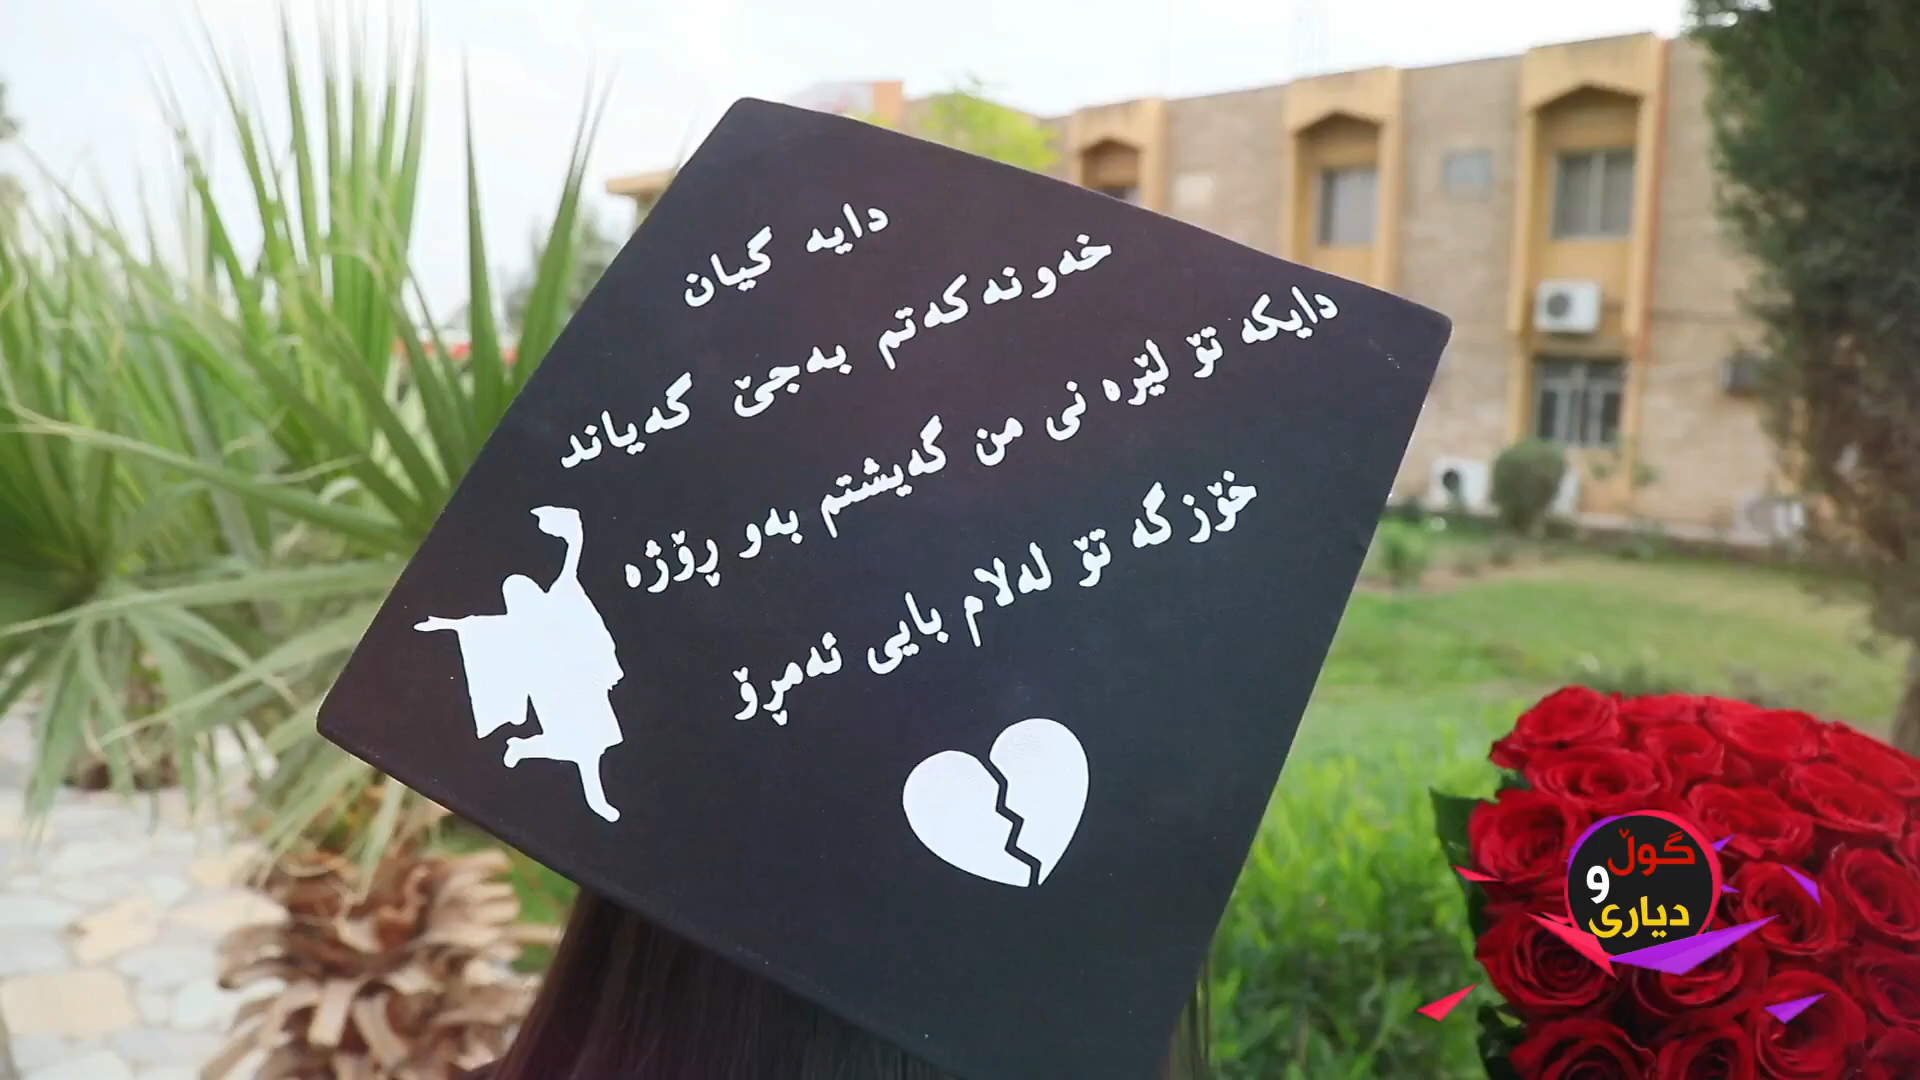 دایە گیان
خەونەکەتم بەجێ گەیاند
دایکە تۆ لێرە نی من گەیشتم بەو ڕۆژە
خۆزگە تۆ لەلام بایی ئەمڕۆ
گوڵ
و
دیاری